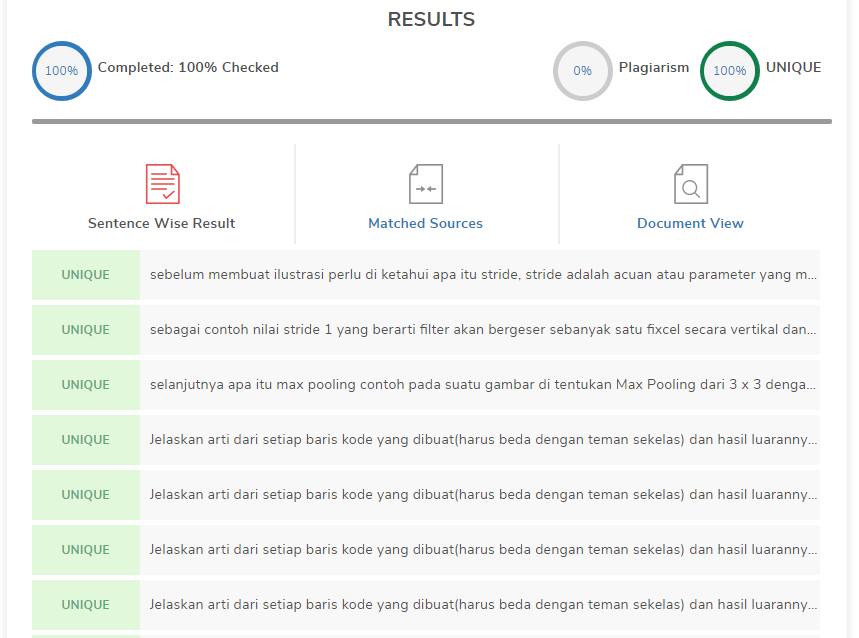 RESULTS
100% Completed: 100% Checked 0% Plagiarism 100% UNIQUE
Sentence Wise Result Matched Sources Document View
UNIQUE sebelum membuat ilustrasi perlu di ketahui apa itu stride, stride adalah acuan atau parameter yang m...
UNIQUE sebagai contoh nilai stride 1 yang berarti filter akan bergeser sebanyak satu fixcel secara vertikal dan...
UNIQUE selanjutnya apa itu max pooling contoh pada suatu gambar di tentukan Max Pooling dari 3 x 3 denga...
UNIQUE Jelaskan arti dari setiap baris kode yang dibuat(harus beda dengan teman sekelas) dan hasil luaranny...
UNIQUE Jelaskan arti dari setiap baris kode yang dibuat(harus beda dengan teman sekelas) dan hasil luaranny...
UNIQUE Jelaskan arti dari setiap baris kode yang dibuat(harus beda dengan teman sekelas) dan hasil luaranny...
UNIQUE Jelaskan arti dari setiap baris kode yang dibuat(harus beda dengan teman sekelas) dan hasil luaranny...